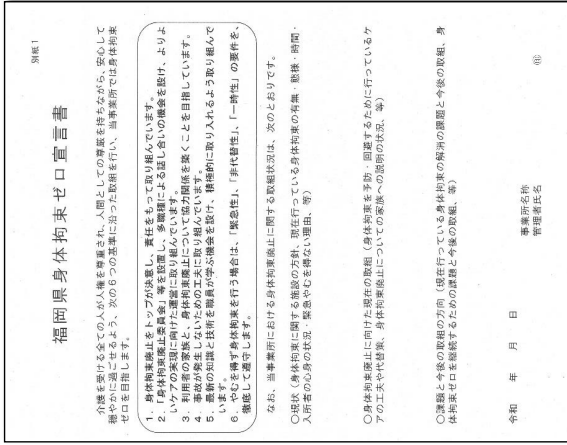 別紙1
福岡県身体拘束ゼロ宣言書
介護を受ける全ての人が人権を尊重され、人間としての尊厳を持ちながら、安心して
穏やかに過ごせるよう、次の6つの基準に沿った取組を行い、当事業所では身体拘束
ゼロを目指します。
1. 身体拘束廃止をトップが決意し、責任をもって取り組んでいます。
2. 「身体拘束廃止委員会」等を設置し、多職種による話し合いの機会を設け、よりよ
いケアの実現に向けた運営に取り組んでいます。
3. 利用者の家族と、身体拘束廃止について協力関係を築くことを目指しています。
4. 事故が発生しないための工夫に取り組んでいます。
5. 最新の知識と技術を職員が学ぶ機会を設け、積極的に取り入れるよう取り組んで
います。
6. やむを得ず身体拘束を行う場合は、「緊急性」、「非代替性」、「一時性」の要件を、
徹底して遵守します。
なお、当事業所における身体拘束廃止に関する取組状況は、次のとおりです。
○現状（身体拘束に関する施設の方針、現在行っている身体拘束の有無・態様・時間・
入所者の心身の状況・緊急やむを得ない理由、等）
○身体拘束廃止に向けた現在の取組（身体拘束を予防・回避するために行っているケ
アの工夫や代替策、身体拘束廃止についての家族への説明の状況、等）
○課題と今後の取組の方向（現在行っている身体拘束の解消の課題と今後の取組、身
体拘束ゼロを継続するための課題と今後の取組、等）
令和　年　月　日
事業所名称
管理者氏名　㊞